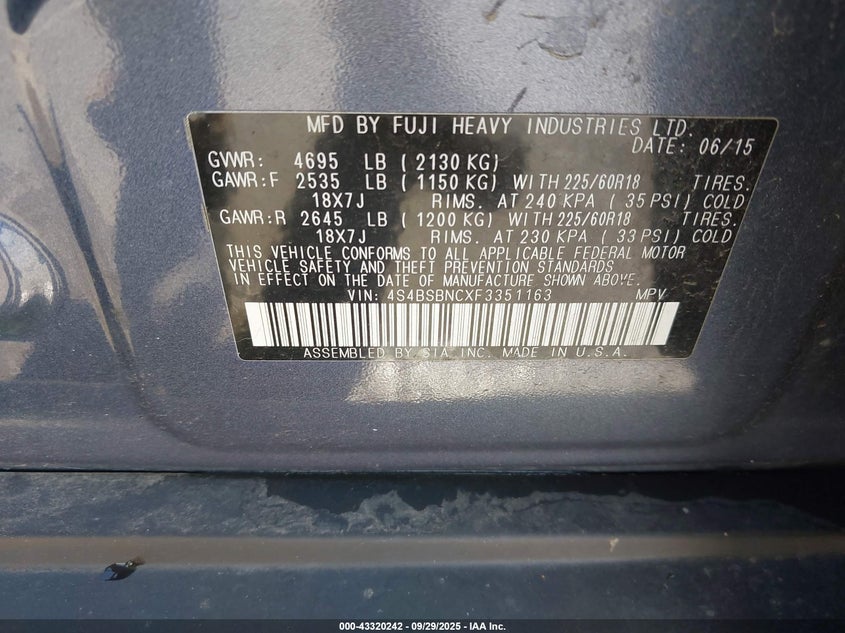 MFD BY FUJI HEAVY INDUSTRIES LTD.
DATE: 06/15
GVWR: 4695 LB (2130 KG)
GAWR:F 2535 LB (1150 KG) WITH 225/60R18 TIRES.
18X7J RIMS. AT 240 KPA (35 PSI) COLD
GAWR:R 2645 LB (1200 KG) WITH 225/60R18 TIRES.
18X7J RIMS. AT 230 KPA (33 PSI) COLD
THIS VEHICLE CONFORMS TO ALL APPLICABLE FEDERAL MOTOR
VEHICLE SAFETY AND THEFT PREVENTION STANDARDS
IN EFFECT ON THE DATE OF MANUFACTURE SHOWN ABOVE.
VIN: 4S4BSBNCXF3351163 MPV
ASSEMBLED BY SIA INC. MADE IN U.S.A.
000-43320242 - 09/29/2025 - IAA Inc.